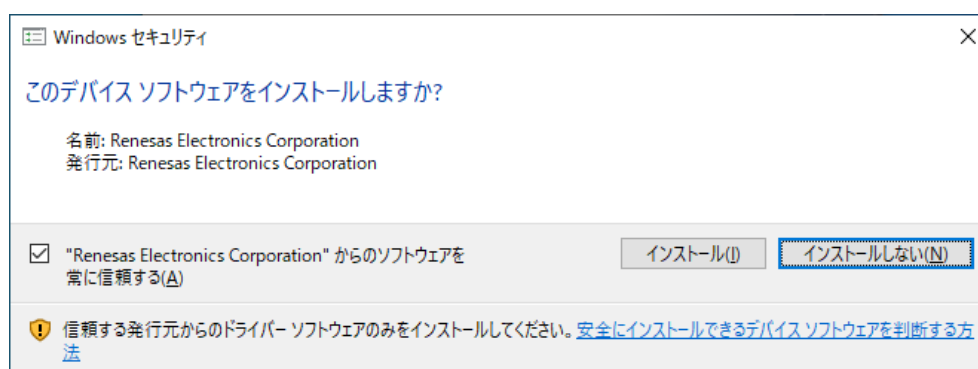 Windows セキュリティ
このデバイス ソフトウェアをインストールしますか?
名前: Renesas Electronics Corporation
発行元: Renesas Electronics Corporation
"Renesas Electronics Corporation" からのソフトウェアを
常に信頼する(A)
インストール(I)
インストールしない(N)
信頼する発行元からのドライバー ソフトウェアのみをインストールしてください。安全にインストールできるデバイス ソフトウェアを判断する方
法